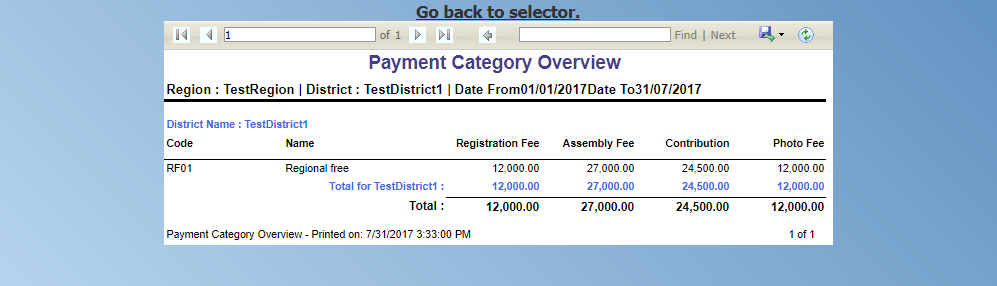 Go back to selector.
1 of 1 Find | Next
Payment Category Overview
Region : TestRegion | District : TestDistrict1 | Date From01/01/2017Date To31/07/2017
District Name : TestDistrict1
Code Name Registration Fee Assembly Fee Contribution Photo Fee
RF01 Regional free 12,000.00 27,000.00 24,500.00 12,000.00
Total for TestDistrict1 : 12,000.00 27,000.00 24,500.00 12,000.00
Total : 12,000.00 27,000.00 24,500.00 12,000.00
Payment Category Overview - Printed on: 7/31/2017 3:33:00 PM 1 of 1